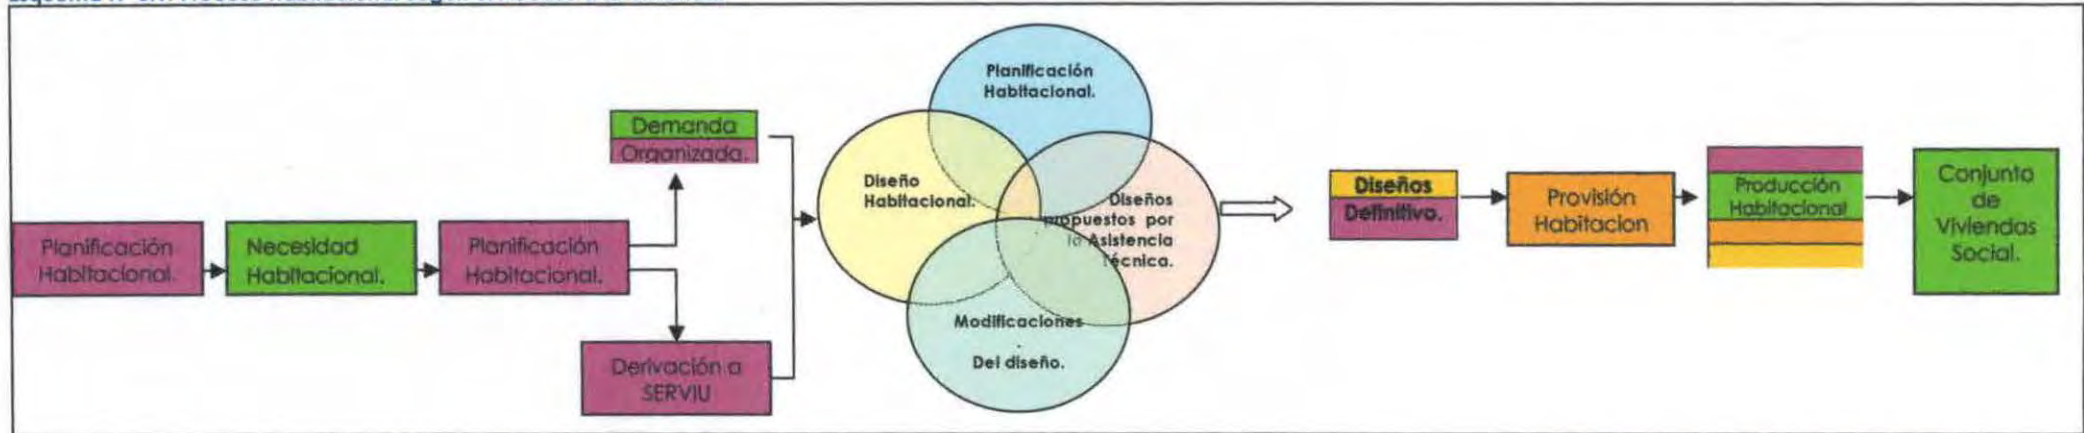 Planificación
Habitacional.
Necesidad
Habitacional.
Planificación
Habitacional.
Demanda
Organizada.
Derivación a
SERVIU
Planificación
Habitacional.
Diseño
Habitacional.
Diseños
propuestos por
la Asistencia
técnica.
Modificaciones
.
Del diseño.
Diseños
Definitivo.
Provisión
Habitacion
Producción
Habitacional
Conjunto
de
Viviendas
Social.